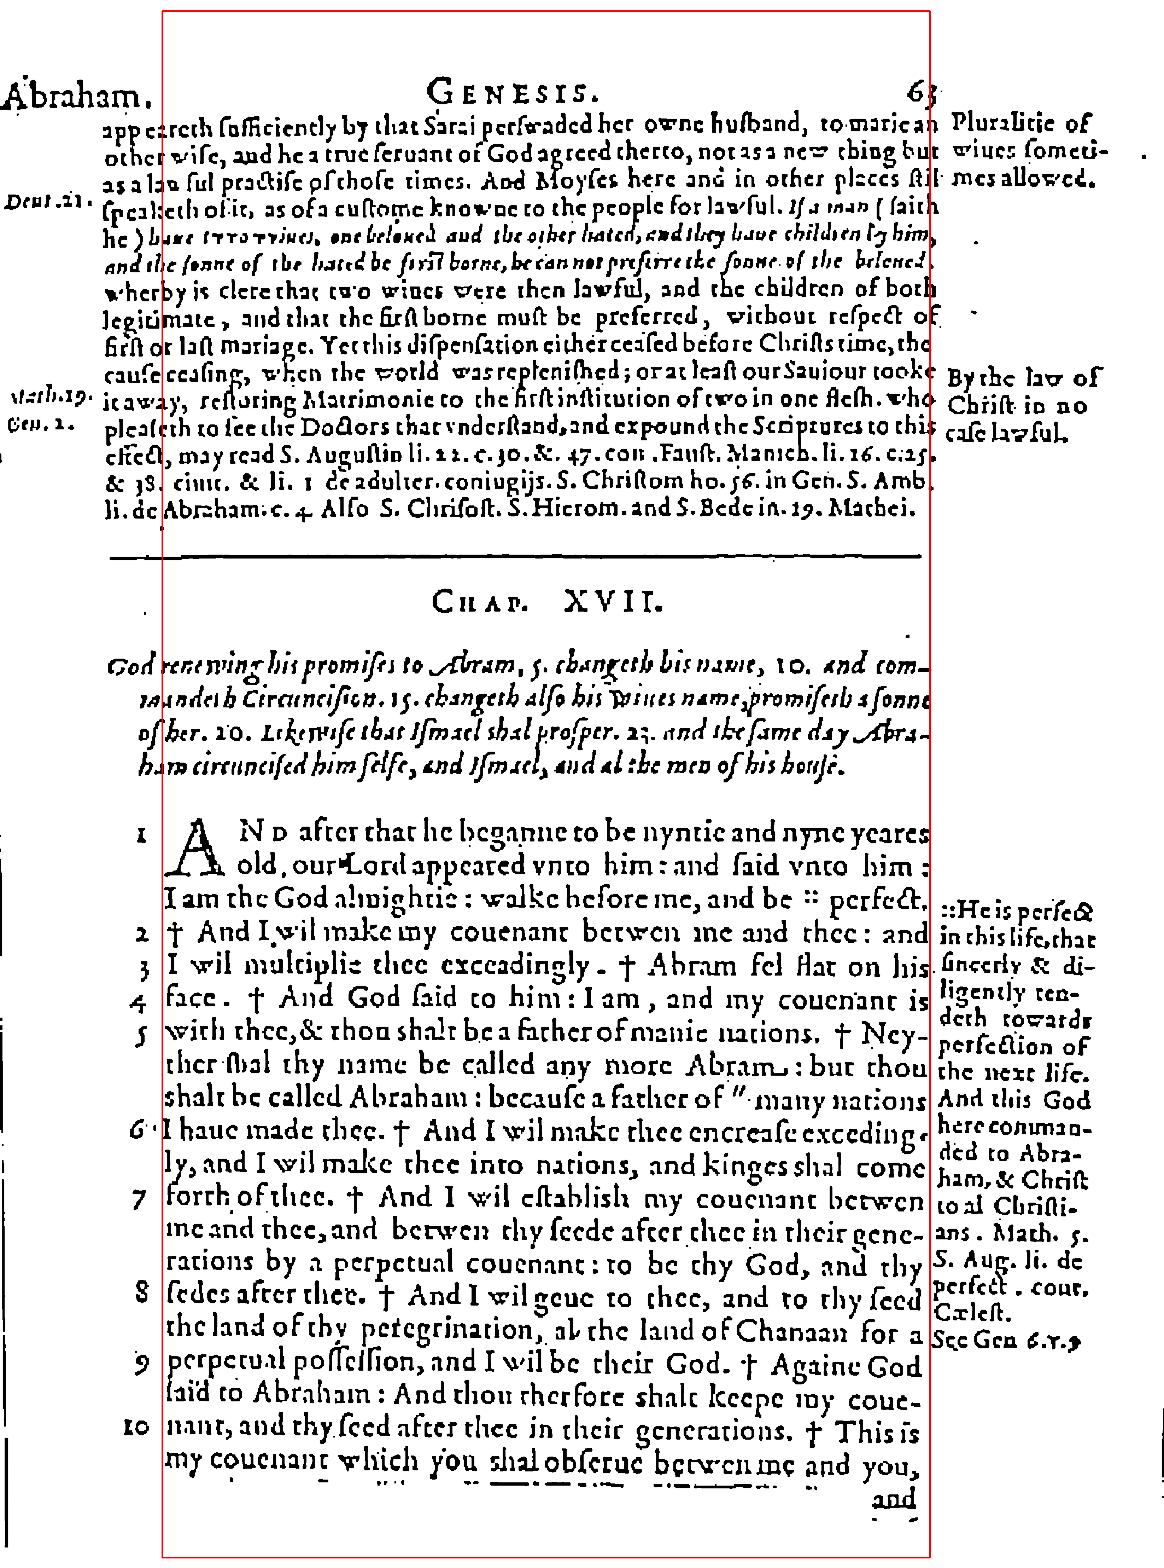 Abraham. GENESIS. 63
appeareth ſufficiently by that Sarai perſwaded her owne husband, to marie an
other wife, and he a true ſeruant of God agreed therto, not as a new thing but
as a lau ful practiſe of thoſe times. And Moyſes here and in other places ſtil
ſpeaketh of it, as of a cuſtome knowne to the people for lawful. If a man ( ſaith
he ) haue two wiues, one beloued and the other hated, and they haue children by him,
and the ſonne of the hated be firſt borne, he can not preferre the ſonne of the beloued.
wherby is clere that two wiues were then lawful, and the children of both
legitimate, and that the firſt borne muſt be preferred, without reſpect of
firſt or laſt mariage. Yet this diſpenſation either ceaſed before Chriſts time, the
cauſe ceaſing, when the world was repleniſhed; or at leaſt our Sauiour tooke
it away, reſtoring Matrimonie to the firſt inſtitution of two in one fleſh. who
pleaſeth to ſee the Doctors that vnderſtand, and expound the Scriptures to this
effect, may read S. Auguſtin li. 22. c. 30. &. 47. con. Fauſt. Manich. li. 16. c. 25.
& 38. ciuit. & li. 1 de adulter. coniugijs. S. Chriſtom ho. 56. in Gen. S. Amb.
li. de Abraham. c. 4 Alſo S. Chriſoſt. S. Hierom. and S. Bede in. 19. Mathei.
Deut. 21.
Math. 19.
Gen. 2.
Pluralitie of
wiues ſometi-
mes allowed.
By the law of
Chriſt in no
caſe lawful.
CHAP. XVII.
God renewing his promiſes to Abram, 5. changeth his name, 10. and com-
mandeth Circunciſion. 15. changeth alſo his wiues name, promiſeth a ſonne
of her. 20. Likewiſe that Iſmael shal proſper. 23. and the ſame day Abra-
ham circunciſed him ſelfe, and Iſmael, and al the men of his houſe.
1 AND after that he beganne to be nyntie and nyne yeares
old, our Lord appeared vnto him: and ſaid vnto him:
I am the God almightie: walke before me, and be :: perfect.
2 † And I wil make my couenant betwen me and thee: and
3 I wil multiplie thee exceadingly. † Abram fel flat on his
4 face. † And God ſaid to him: I am, and my couenant is
5 with thee, & thou shalt be a father of manie nations. † Ney-
ther ſhal thy name be called any more Abram: but thou
shalt be called Abraham: becauſe a father of " many nations
6 I haue made thee. † And I wil make thee encreaſe exceding-
ly, and I wil make thee into nations, and kinges shal come
7 forth of thee. † And I wil eſtablish my couenant betwen
me and thee, and betwen thy ſeede after thee in their gene-
rations by a perpetual couenant: to be thy God, and thy
8 ſedes after thee. † And I wil geue to thee, and to thy ſeed
the land of thy peregrination, al the land of Chanaan for a
9 perpetual poſſeſſion, and I wil be their God. † Againe God
ſaid to Abraham: And thou therfore shalt keepe my coue-
10 nant, and thy ſeed after thee in their generations. † This is
my couenant which you shal obſerue betwen me and you,
and
::He is perfect
in this life, that
ſincerly & di-
ligently ten-
deth towards
perfection of
the next life.
And this God
here comman-
ded to Abra-
ham, & Chriſt
to al Chriſti-
ans. Math. 5.
S. Aug. li. de
perfect. cont.
Cæleſt.
See Gen 6. v. 9